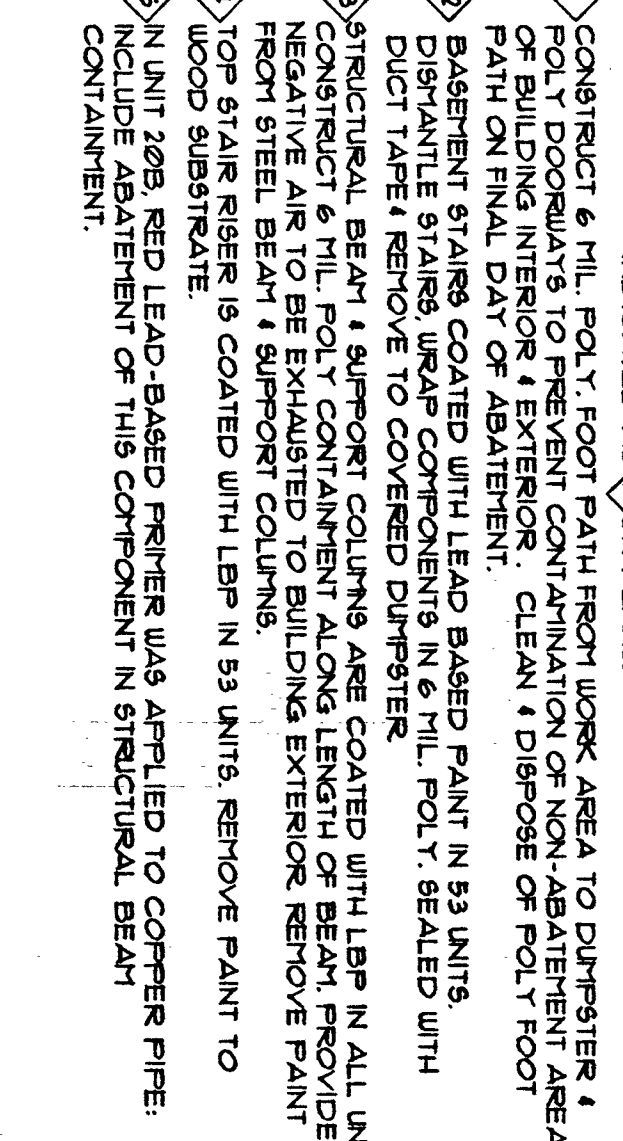 CONSTRUCT 6 MIL. POLY. FOOT PATH FROM WORK AREA TO DUMPSTER &
POLY DOORWAYS TO PREVENT CONTAMINATION OF NON-ABATEMENT AREA
OF BUILDING INTERIOR & EXTERIOR. CLEAN & DISPOSE OF POLY FOOT
PATH ON FINAL DAY OF ABATEMENT.
2 BASEMENT STAIRS COATED WITH LEAD BASED PAINT IN 53 UNITS.
DISMANTLE STAIRS, WRAP COMPONENTS IN 6 MIL. POLY. SEALED WITH
DUCT TAPE & REMOVE TO COVERED DUMPSTER
3 STRUCTURAL BEAM & SUPPORT COLUMNS ARE COATED WITH LBP IN ALL UN
CONSTRUCT 6 MIL. POLY CONTAINMENT ALONG LENGTH OF BEAM. PROVIDE
NEGATIVE AIR TO BE EXHAUSTED TO BUILDING EXTERIOR REMOVE PAINT
FROM STEEL BEAM & SUPPORT COLUMNS.
TOP STAIR RISER IS COATED WITH LBP IN 53 UNITS. REMOVE PAINT TO
WOOD SUBSTRATE.
5 IN UNIT 20B, RED LEAD-BASED PRIMER WAS APPLIED TO COPPER PIPE:
INCLUDE ABATEMENT OF THIS COMPONENT IN STRUCTURAL BEAM
CONTAINMENT.